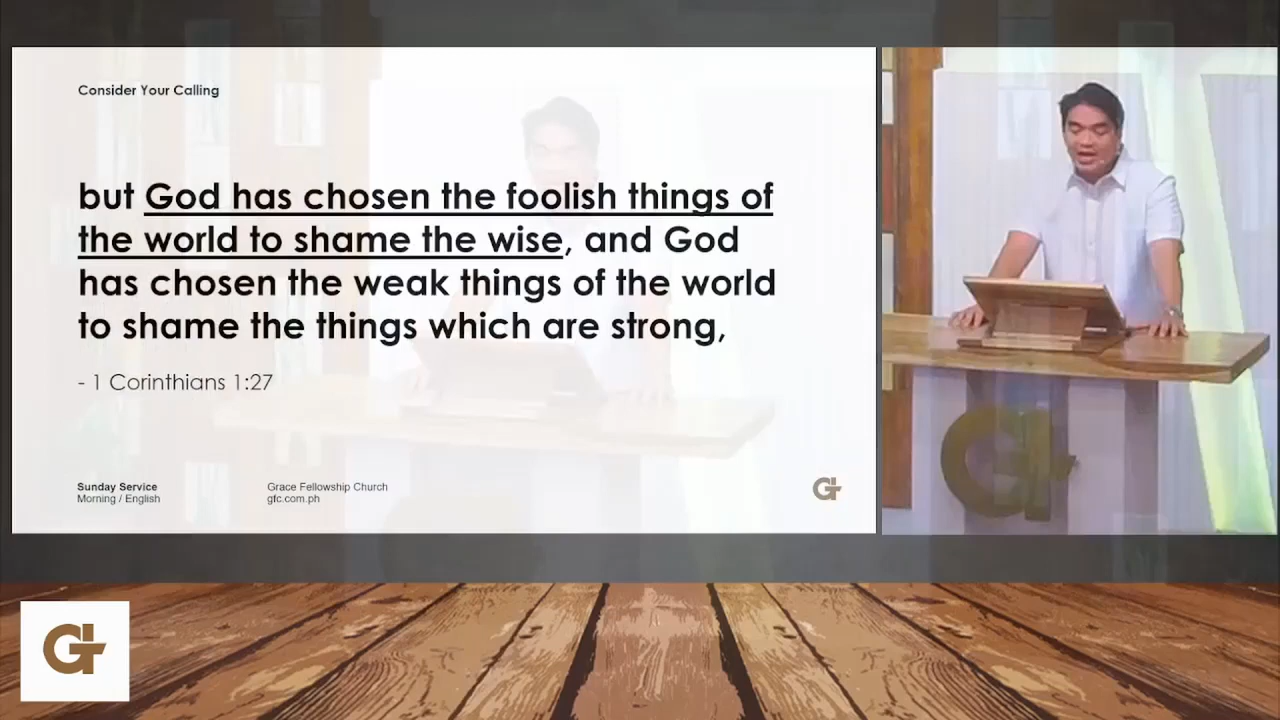 Consider Your Calling
but God has chosen the foolish things of
the world to shame the wise, and God
has chosen the weak things of the world
to shame the things which are strong,
- 1 Corinthians 1:27
Sunday Service
Morning / English
Grace Fellowship Church
gfc.com.ph